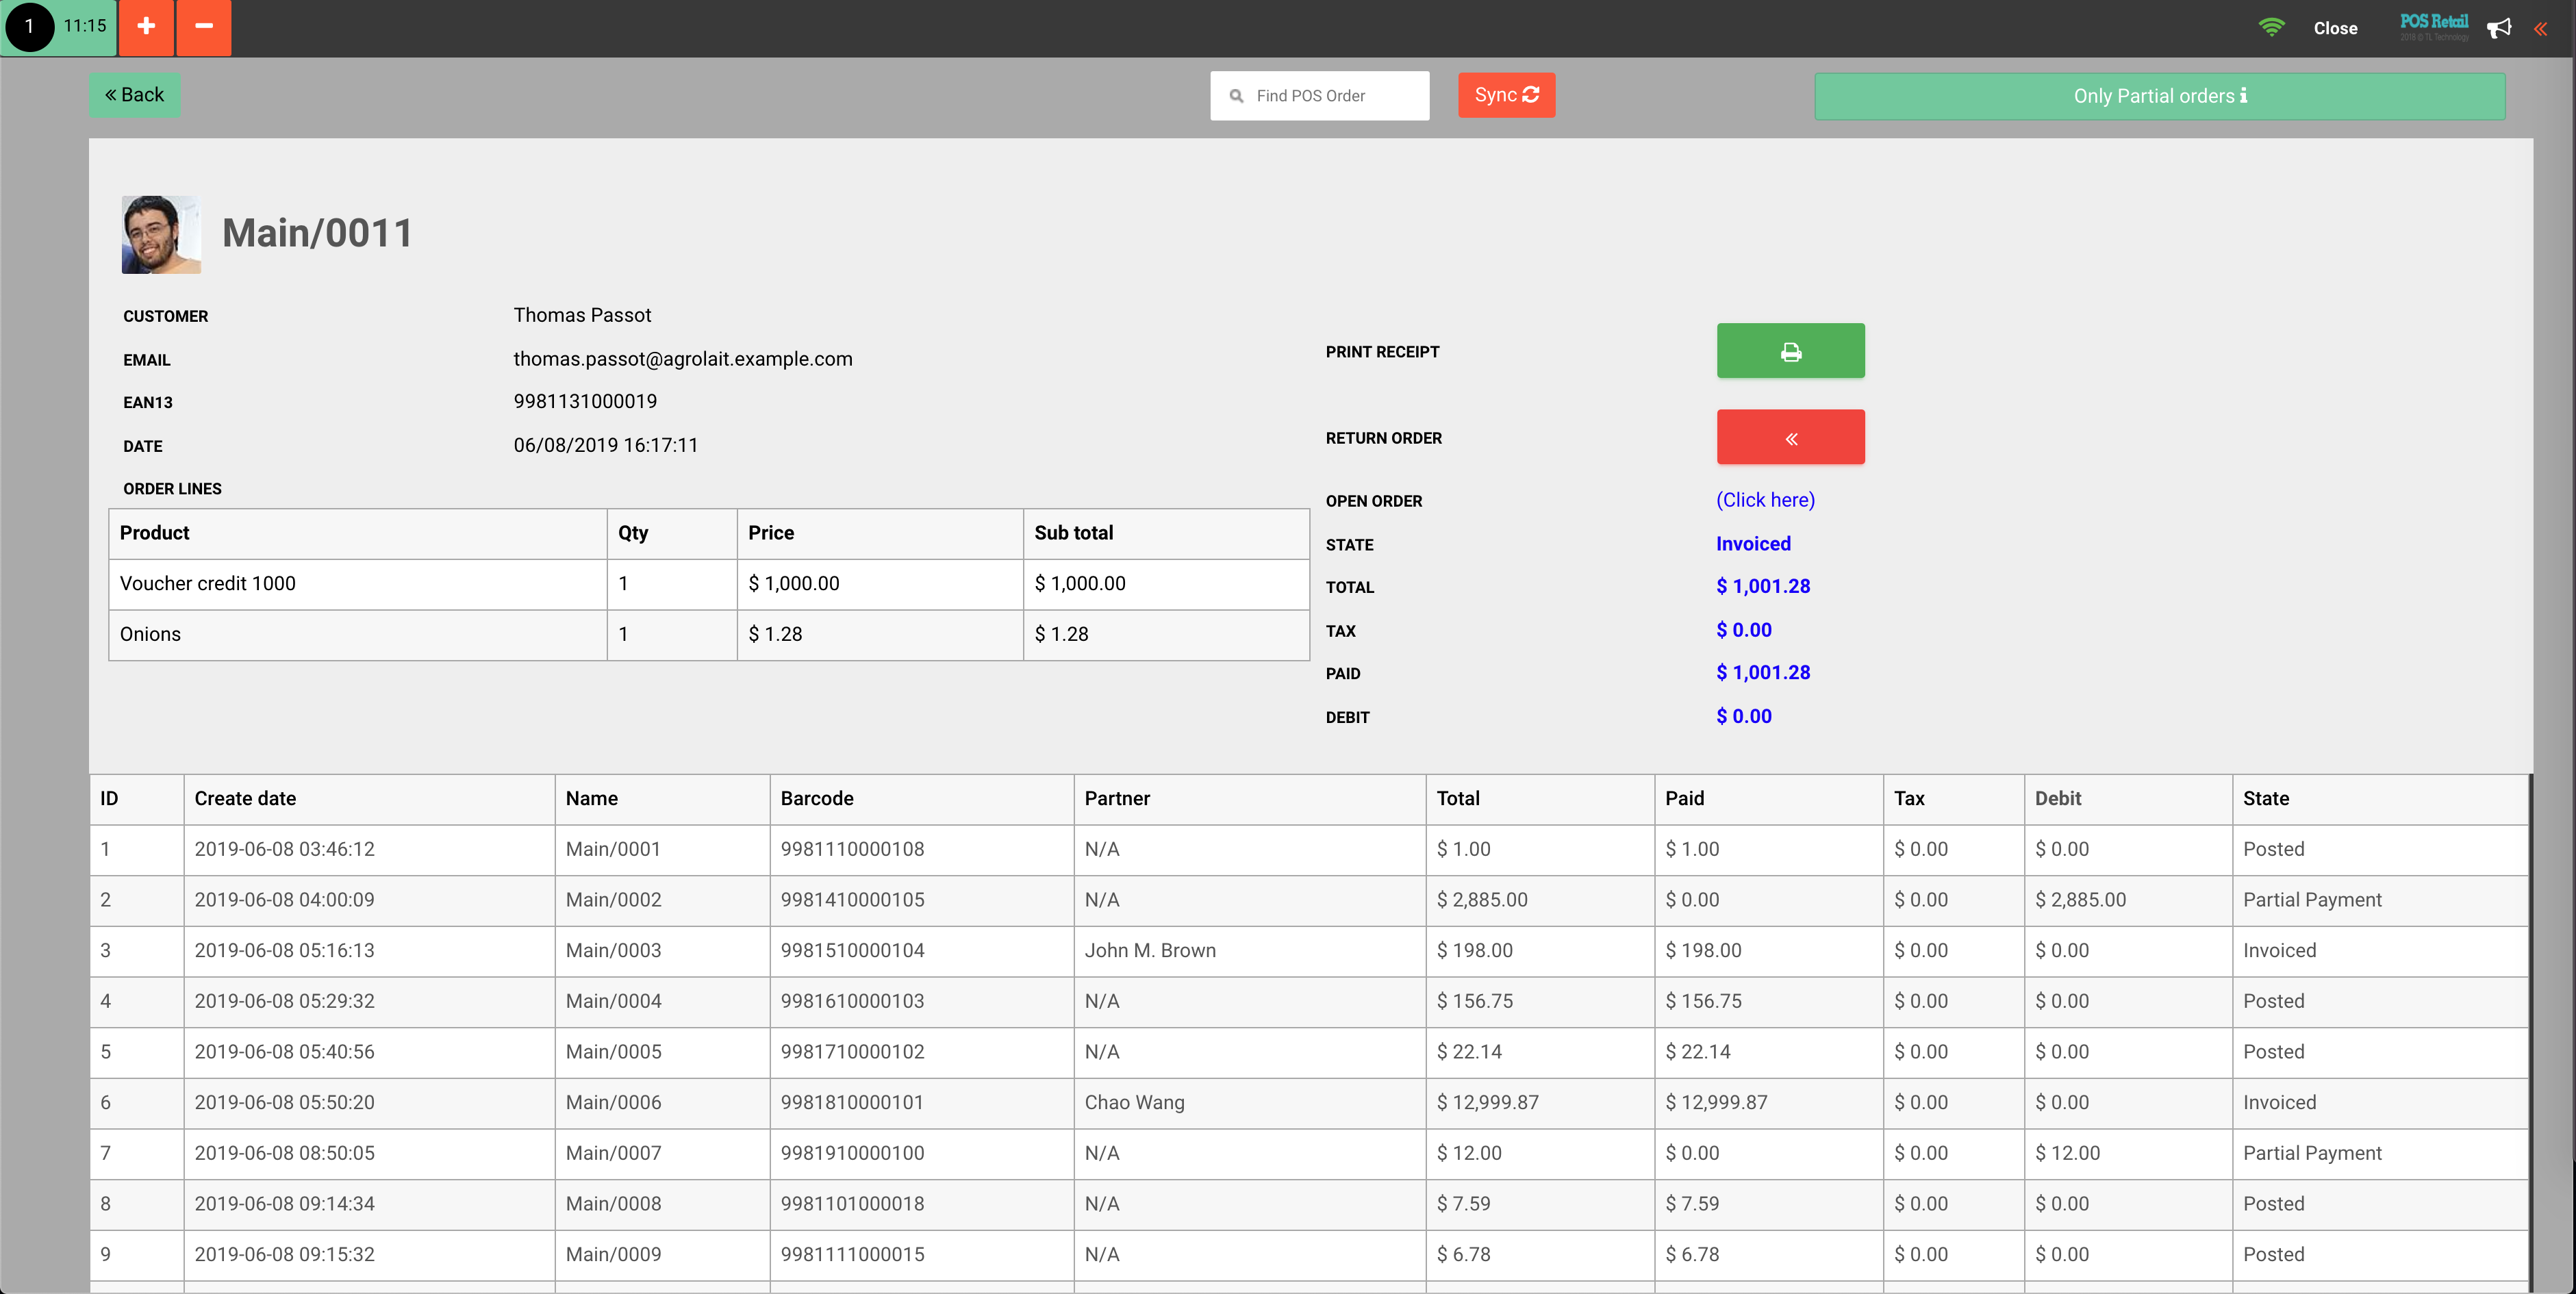 1 11:15 Close POS Retail
2018 © TL Technology
Back Find POS Order Sync Only Partial orders
Main/0011
CUSTOMER Thomas Passot
EMAIL thomas.passot@agrolait.example.com
EAN13 9981131000019
DATE 06/08/2019 16:17:11
ORDER LINES
Product Qty Price Sub total
Voucher credit 1000 1 $ 1,000.00 $ 1,000.00
Onions 1 $ 1.28 $ 1.28
PRINT RECEIPT
RETURN ORDER
OPEN ORDER (Click here)
STATE Invoiced
TOTAL $ 1,001.28
TAX $ 0.00
PAID $ 1,001.28
DEBIT $ 0.00
ID Create date Name Barcode Partner Total Paid Tax Debit State
1 2019-06-08 03:46:12 Main/0001 9981110000108 N/A $ 1.00 $ 1.00 $ 0.00 $ 0.00 Posted
2 2019-06-08 04:00:09 Main/0002 9981410000105 N/A $ 2,885.00 $ 0.00 $ 0.00 $ 2,885.00 Partial Payment
3 2019-06-08 05:16:13 Main/0003 9981510000104 John M. Brown $ 198.00 $ 198.00 $ 0.00 $ 0.00 Invoiced
4 2019-06-08 05:29:32 Main/0004 9981610000103 N/A $ 156.75 $ 156.75 $ 0.00 $ 0.00 Posted
5 2019-06-08 05:40:56 Main/0005 9981710000102 N/A $ 22.14 $ 22.14 $ 0.00 $ 0.00 Posted
6 2019-06-08 05:50:20 Main/0006 9981810000101 Chao Wang $ 12,999.87 $ 12,999.87 $ 0.00 $ 0.00 Invoiced
7 2019-06-08 08:50:05 Main/0007 9981910000100 N/A $ 12.00 $ 0.00 $ 0.00 $ 12.00 Partial Payment
8 2019-06-08 09:14:34 Main/0008 9981101000018 N/A $ 7.59 $ 7.59 $ 0.00 $ 0.00 Posted
9 2019-06-08 09:15:32 Main/0009 9981111000015 N/A $ 6.78 $ 6.78 $ 0.00 $ 0.00 Posted